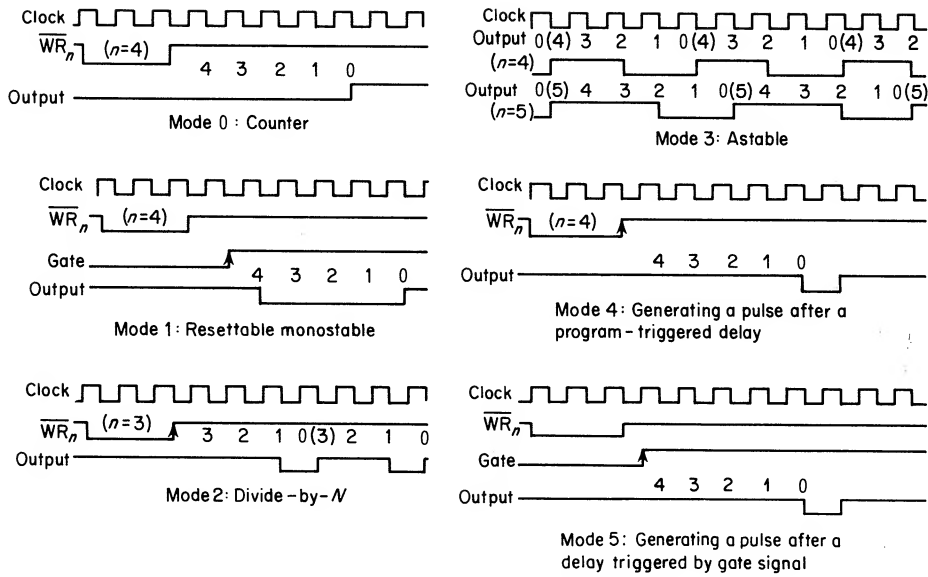 Clock
WRn (n=4)
4 3 2 1 0
Output
Mode 0 : Counter
Clock
WRn (n=4)
Gate
4 3 2 1 0
Output
Mode 1 : Resettable monostable
Clock
WRn (n=3) 3 2 1 0(3) 2 1 0
Output
Mode 2: Divide-by-N
Clock
Output 0(4) 3 2 1 0(4) 3 2 1 0(4) 3 2
(n=4)
Output 0(5) 4 3 2 1 0(5) 4 3 2 1 0(5)
(n=5)
Mode 3: Astable
Clock
WRn (n=4)
4 3 2 1 0
Output
Mode 4: Generating a pulse after a
program-triggered delay
Clock
WRn
Gate
4 3 2 1 0
Output
Mode 5: Generating a pulse after a
delay triggered by gate signal